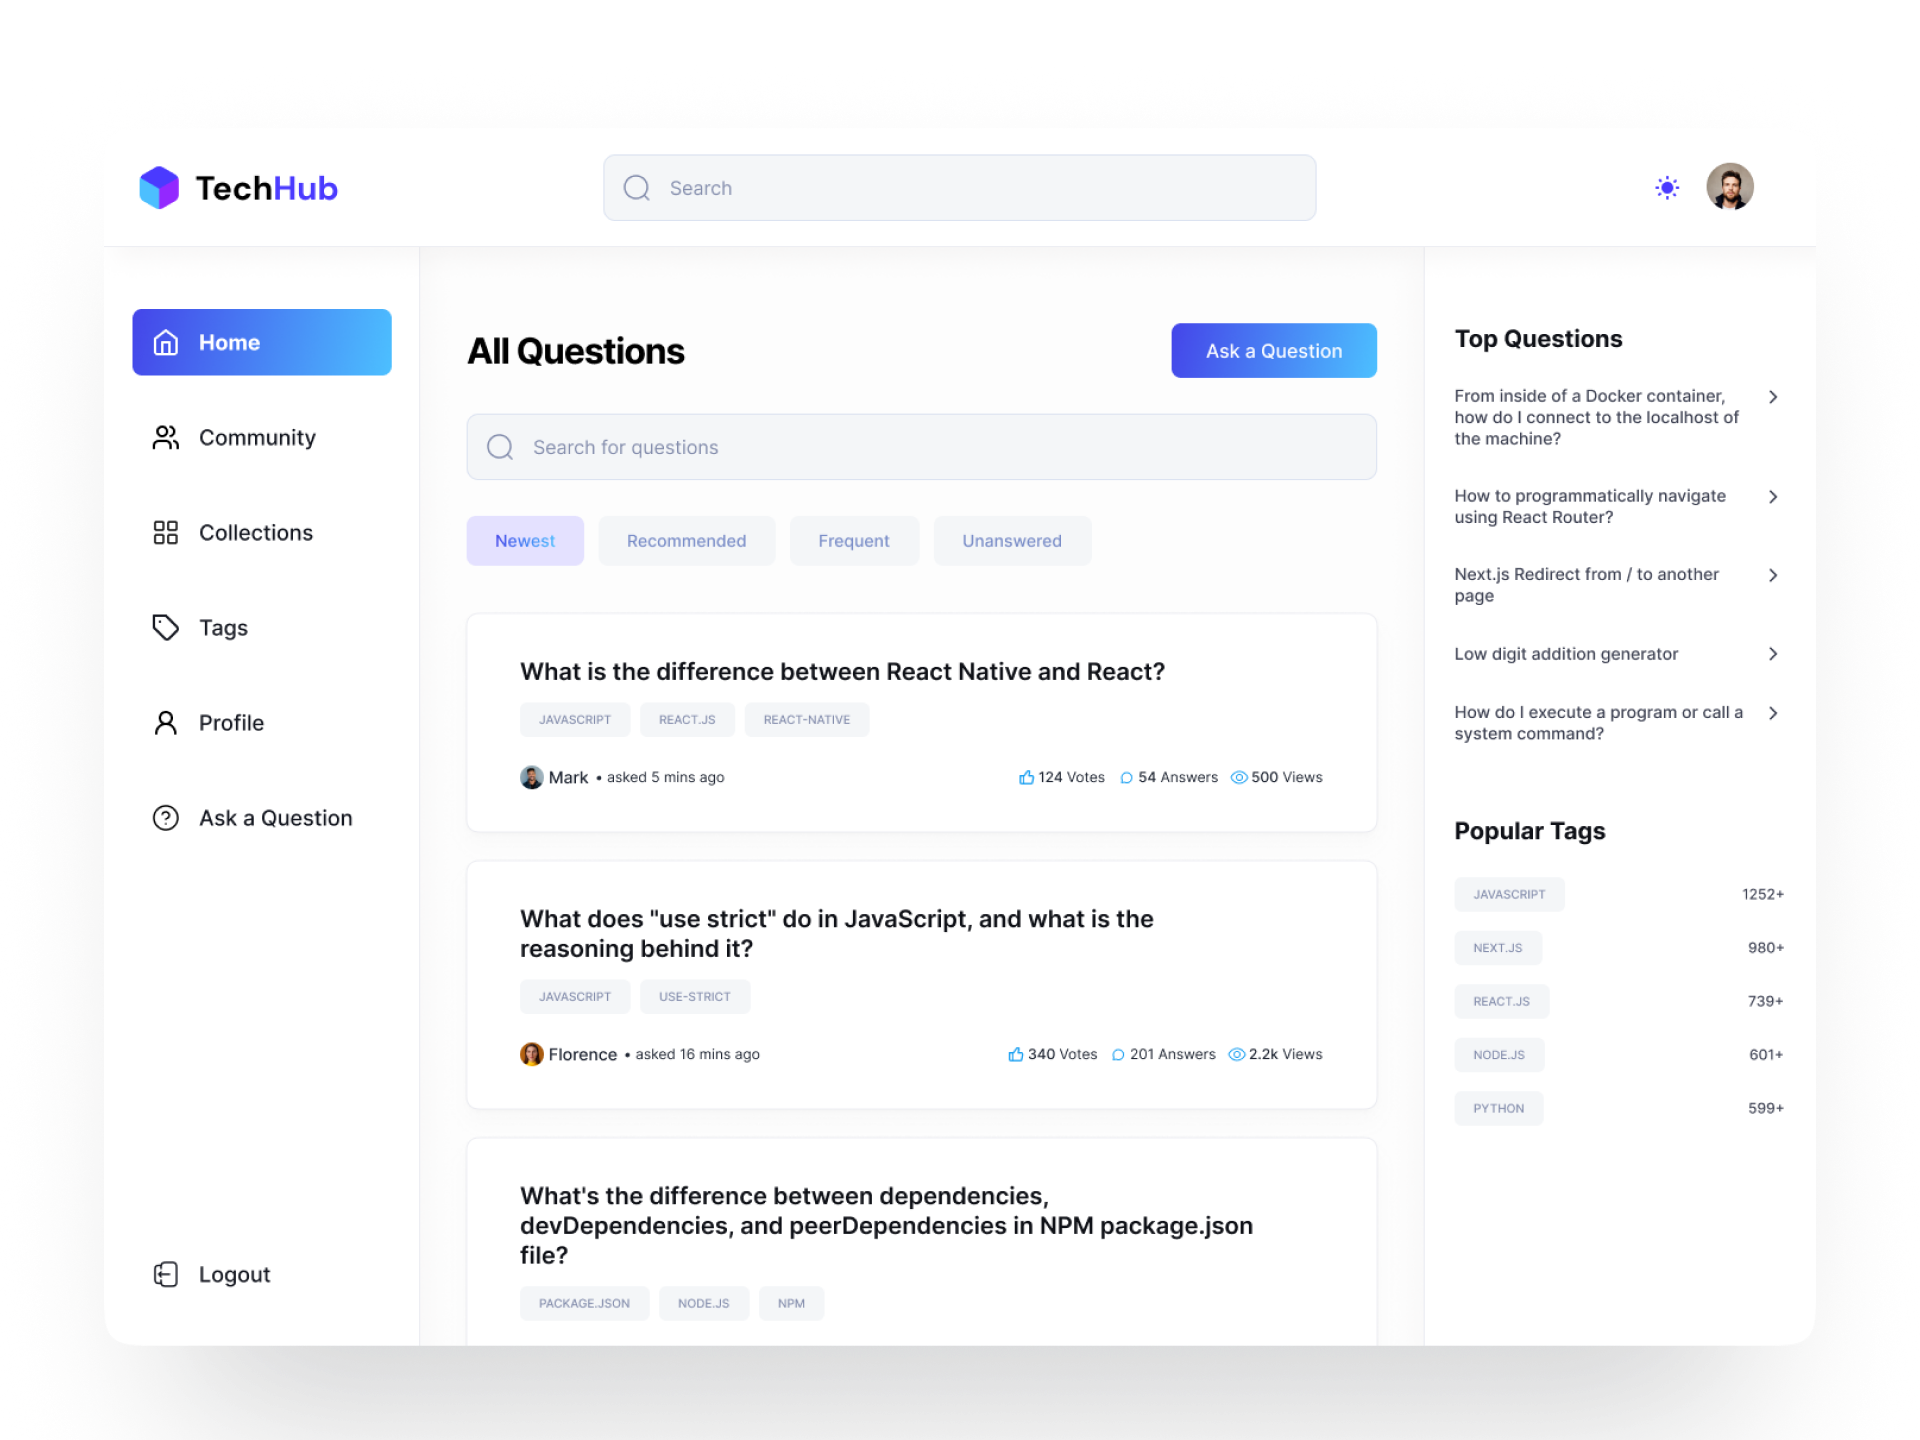 TechHub
Search
Home
Community
Collections
Tags
Profile
Ask a Question
Logout
All Questions
Ask a Question
Search for questions
Newest
Recommended
Frequent
Unanswered
What is the difference between React Native and React?
JAVASCRIPT
REACT.JS
REACT-NATIVE
Mark • asked 5 mins ago
124 Votes
54 Answers
500 Views
What does "use strict" do in JavaScript, and what is the
reasoning behind it?
JAVASCRIPT
USE-STRICT
Florence • asked 16 mins ago
340 Votes
201 Answers
2.2k Views
What's the difference between dependencies,
devDependencies, and peerDependencies in NPM package.json
file?
PACKAGE.JSON
NODE.JS
NPM
Top Questions
From inside of a Docker container,
how do I connect to the localhost of
the machine?
How to programmatically navigate
using React Router?
Next.js Redirect from / to another
page
Low digit addition generator
How do I execute a program or call a
system command?
Popular Tags
JAVASCRIPT 1252+
NEXT.JS 980+
REACT.JS 739+
NODE.JS 601+
PYTHON 599+